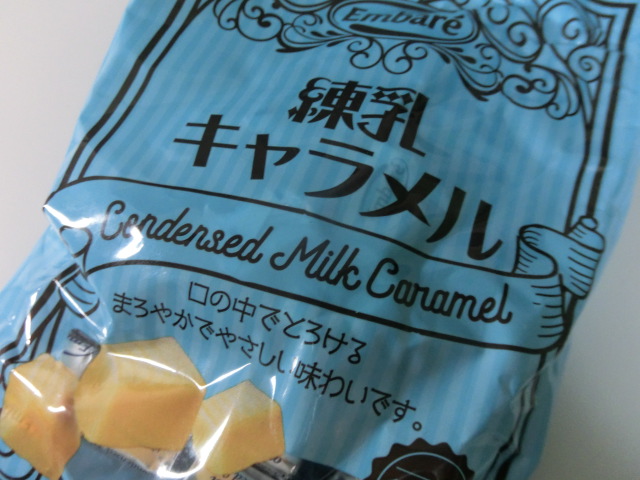 Embaré
練乳
キャラメル
Condensed Milk Caramel
口の中でとろける
まろやかでやさしい味わいです。